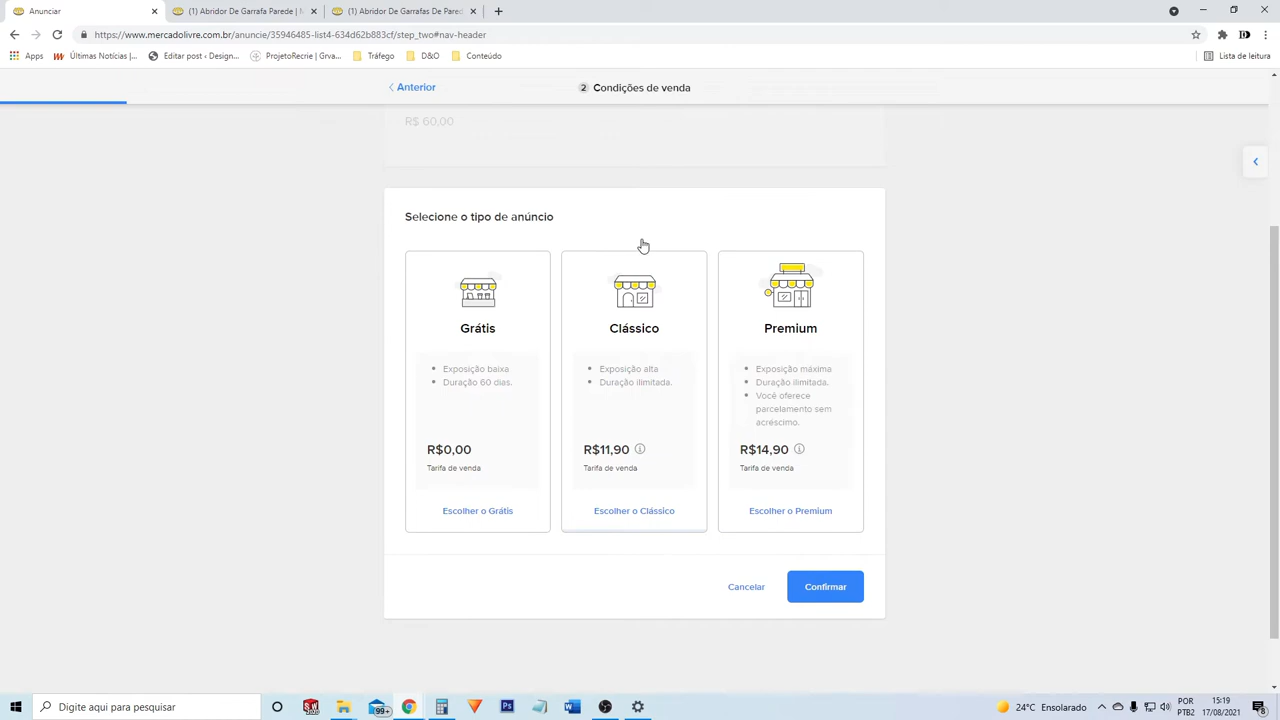 Anunciar
(1) Abridor De Garrafa Parede | M
(1) Abridor De Garrafas De Pared
https://www.mercadolivre.com.br/anuncie/35946485-list4-634d62b883cf/step_two#nav-header
Apps
Últimas Notícias |...
Editar post ‹ Design...
ProjetoRecrie | Grva...
Tráfego
D&O
Conteúdo
Lista de leitura
Anterior
2 Condições de venda
R$ 60,00
Selecione o tipo de anúncio
Grátis
Exposição baixa
Duração 60 dias.
R$0,00
Tarifa de venda
Escolher o Grátis
Clássico
Exposição alta
Duração ilimitada.
R$11,90
Tarifa de venda
Escolher o Clássico
Premium
Exposição máxima
Duração ilimitada.
Você oferece
parcelamento sem
acréscimo.
R$14,90
Tarifa de venda
Escolher o Premium
Cancelar
Confirmar
Digite aqui para pesquisar
99+
24°C Ensolarado
POR
PTB2
15:19
17/08/2021